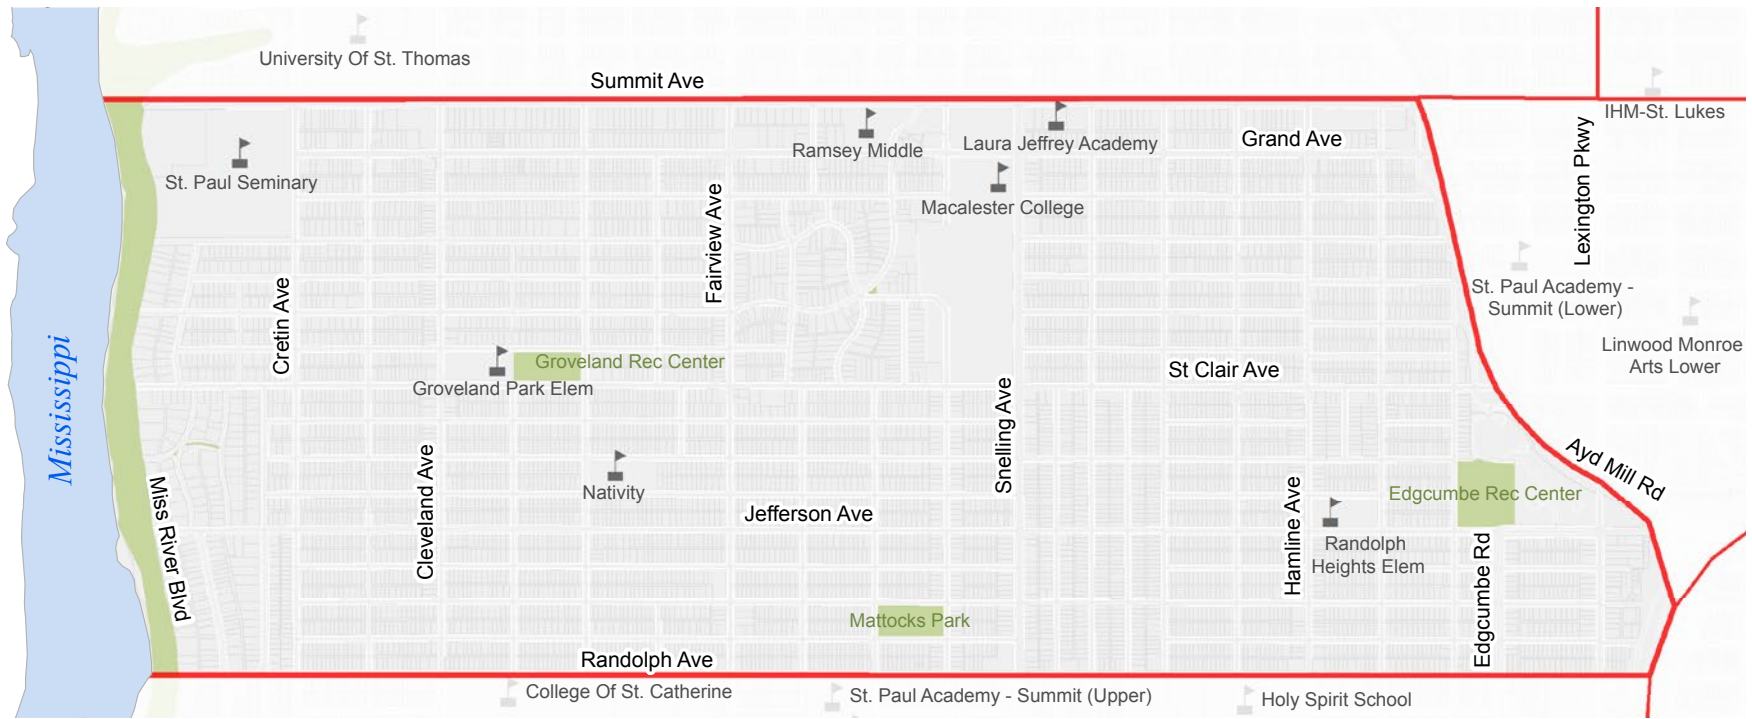 University Of St. Thomas
Summit Ave
IHM-St. Lukes
Ramsey Middle
Laura Jeffrey Academy
Grand Ave
St. Paul Seminary
Macalester College
Lexington Pkwy
Fairview Ave
Cretin Ave
St. Paul Academy -
Summit (Lower)
Linwood Monroe
Arts Lower
Mississippi
Groveland Rec Center
Groveland Park Elem
St Clair Ave
Snelling Ave
Ayd Mill Rd
Cleveland Ave
Nativity
Edgcumbe Rec Center
Miss River Blvd
Jefferson Ave
Hamline Ave
Randolph
Heights Elem
Edgcumbe Rd
Mattocks Park
Randolph Ave
College Of St. Catherine
St. Paul Academy - Summit (Upper)
Holy Spirit School